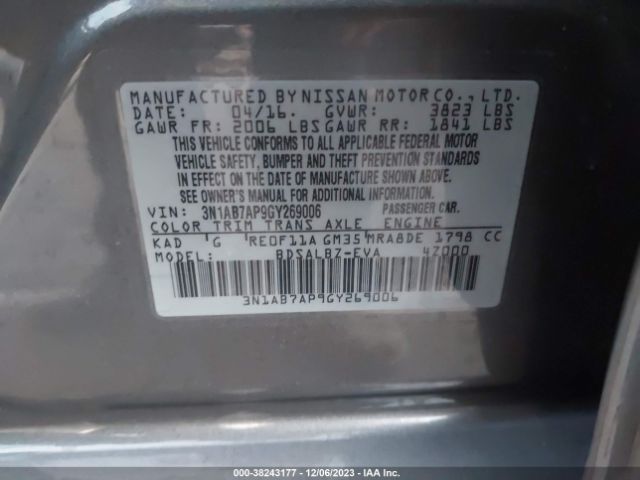 MANUFACTURED BY NISSAN MOTOR CO., LTD.
DATE: 04/16. GVWR: 3823 LBS
GAWR FR: 2006 LBS GAWR RR: 1841 LBS
THIS VEHICLE CONFORMS TO ALL APPLICABLE FEDERAL MOTOR
VEHICLE SAFETY, BUMPER AND THEFT PREVENTION STANDARDS
IN EFFECT ON THE DATE OF MANUFACTURE SHOWN ABOVE.
SEE OWNER'S MANUAL FOR ADDITIONAL INFORMATION.
VIN: 3N1AB7AP9GY269006 PASSENGER CAR.
COLOR TRIM TRANS AXLE ENGINE
KAD G RE0F11A GM35 MRA8DE 1798 CC
MODEL: BDSALBZ-EVA 4Z000
3N1AB7AP9GY269006
000-38243177 - 12/06/2023 - IAAI.com